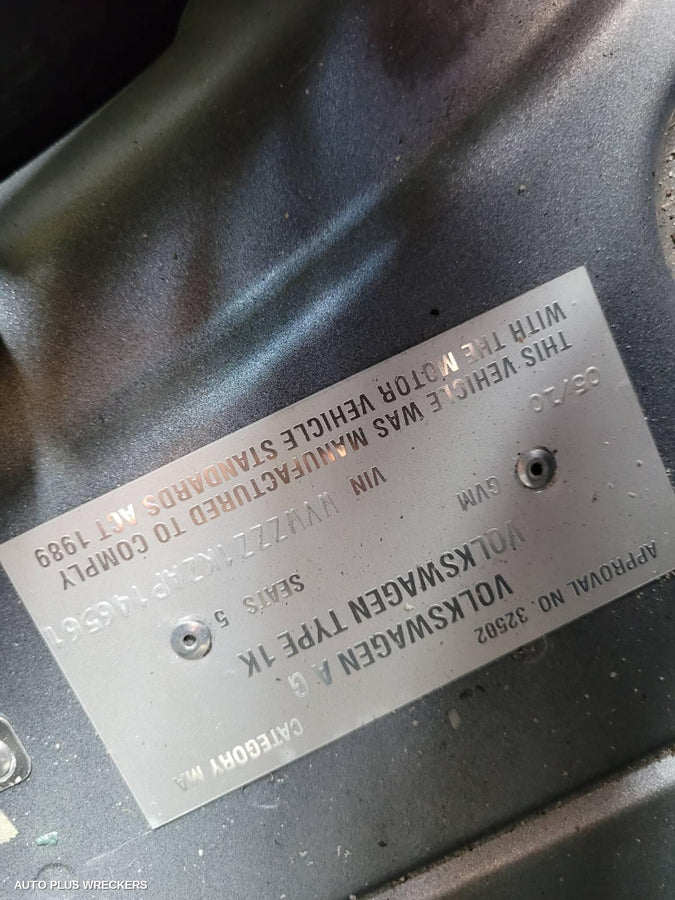 APPROVAL NO. 32502 CATEGORY MA
VOLKSWAGEN A G
VOLKSWAGEN TYPE 1K
GVM SEATS 5
VIN WVWZZZ1KZAP146561
05/10
THIS VEHICLE WAS MANUFACTURED TO COMPLY
WITH THE MOTOR VEHICLE STANDARDS ACT 1989
AUTO PLUS WRECKERS